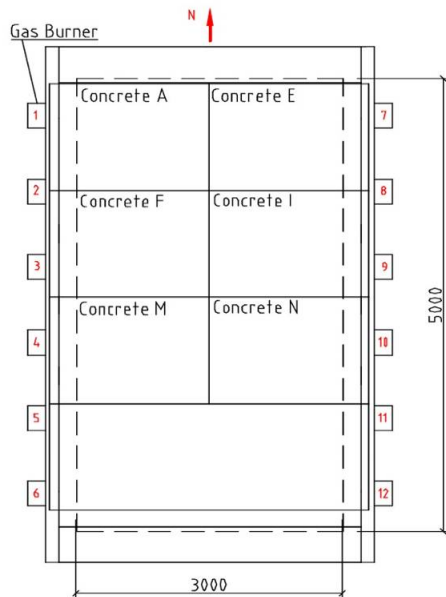 N
Gas Burner
Concrete A Concrete E
1 7
2 8
Concrete F Concrete I
3 9
Concrete M Concrete N
5000
4 10
5 11
6 12
3000